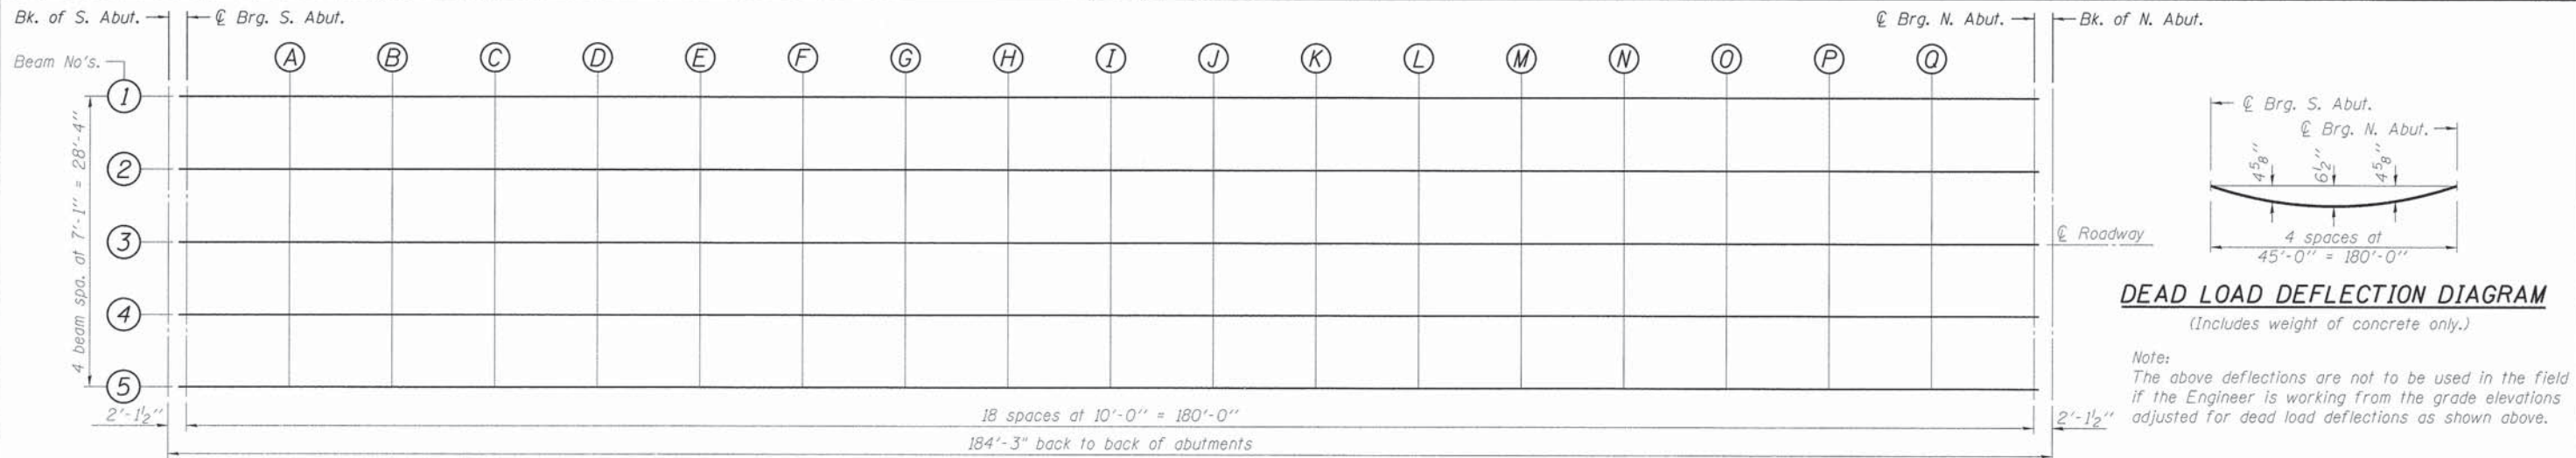 Bk. of S. Abut.
℄ Brg. S. Abut.
℄ Brg. N. Abut.
Bk. of N. Abut.
Beam No's.
A B C D E F G H I J K L M N O P Q
1
2
3
4
5
4 beam spa. at 7'-1" = 28'-4"
2'-1½"
18 spaces at 10'-0" = 180'-0"
2'-1½"
184'-3" back to back of abutments
℄ Roadway
℄ Brg. S. Abut.
℄ Brg. N. Abut.
4⅝" 6½" 4⅝"
4 spaces at
45'-0" = 180'-0"
DEAD LOAD DEFLECTION DIAGRAM
(Includes weight of concrete only.)
Note:
The above deflections are not to be used in the field
if the Engineer is working from the grade elevations
adjusted for dead load deflections as shown above.